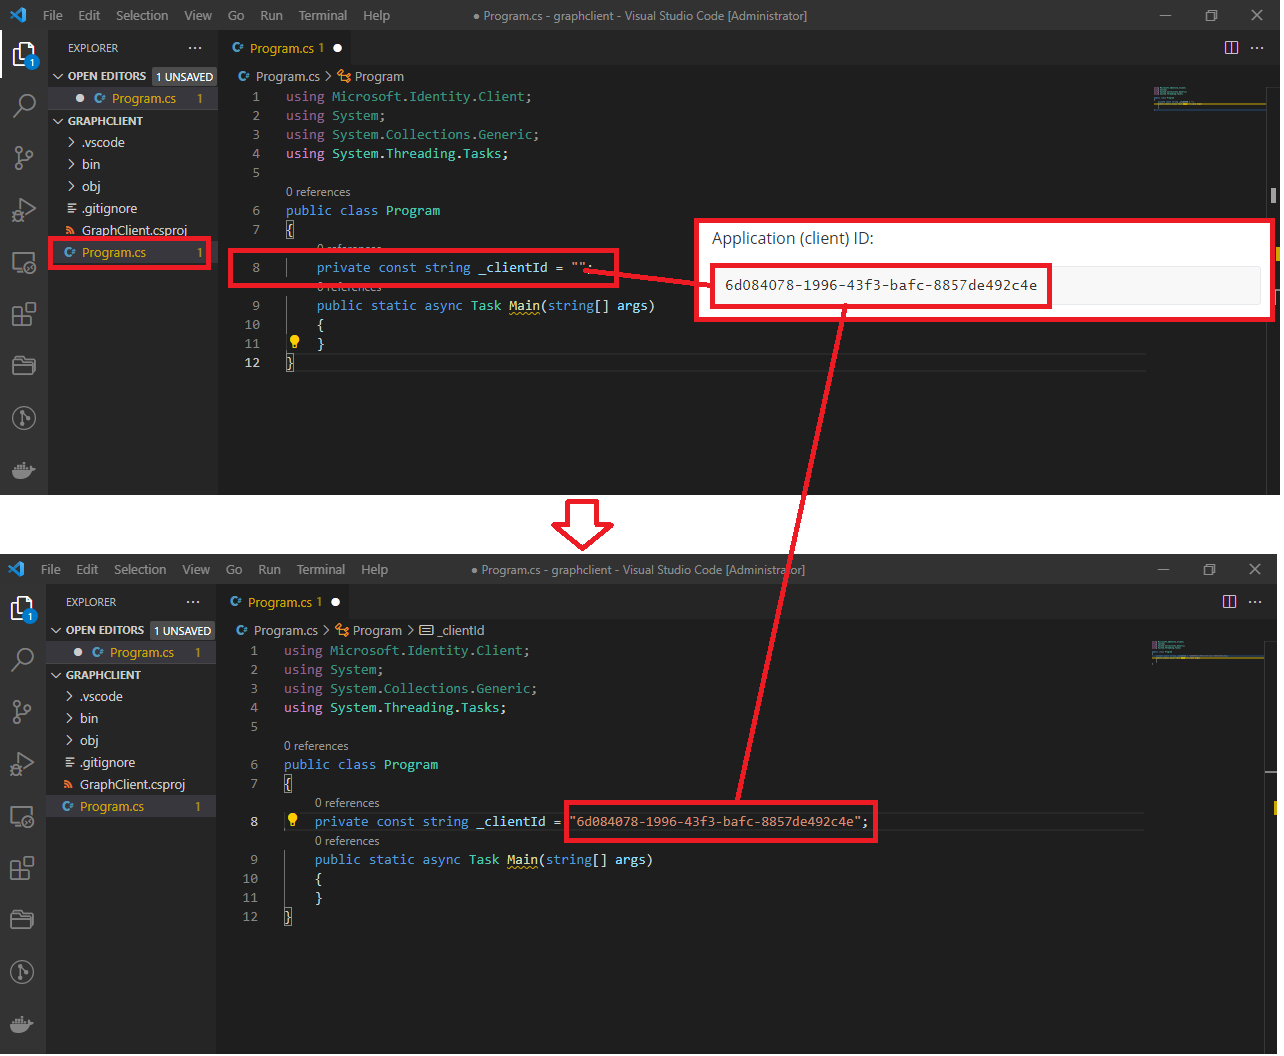 File Edit Selection View Go Run Terminal Help ● Program.cs - graphclient - Visual Studio Code [Administrator]
EXPLORER ···
C# Program.cs 1 ●
OPEN EDITORS 1 UNSAVED
C# Program.cs > Program
● C# Program.cs 1
GRAPHCLIENT
> .vscode
> bin
> obj
.gitignore
GraphClient.csproj
C# Program.cs 1
1
1 using Microsoft.Identity.Client;
2 using System;
3 using System.Collections.Generic;
4 using System.Threading.Tasks;
5
0 references
6 public class Program
7 {
0 references
8 private const string _clientId = "";
0 references
9 public static async Task Main(string[] args)
10 {
11 }
12 }
Application (client) ID:
6d084078-1996-43f3-bafc-8857de492c4e
File Edit Selection View Go Run Terminal Help ● Program.cs - graphclient - Visual Studio Code [Administrator]
EXPLORER ···
C# Program.cs 1 ●
OPEN EDITORS 1 UNSAVED
C# Program.cs > Program > _clientId
● C# Program.cs 1
GRAPHCLIENT
> .vscode
> bin
> obj
.gitignore
GraphClient.csproj
C# Program.cs 1
1
1 using Microsoft.Identity.Client;
2 using System;
3 using System.Collections.Generic;
4 using System.Threading.Tasks;
5
0 references
6 public class Program
7 {
0 references
8 private const string _clientId = "6d084078-1996-43f3-bafc-8857de492c4e";
0 references
9 public static async Task Main(string[] args)
10 {
11 }
12 }